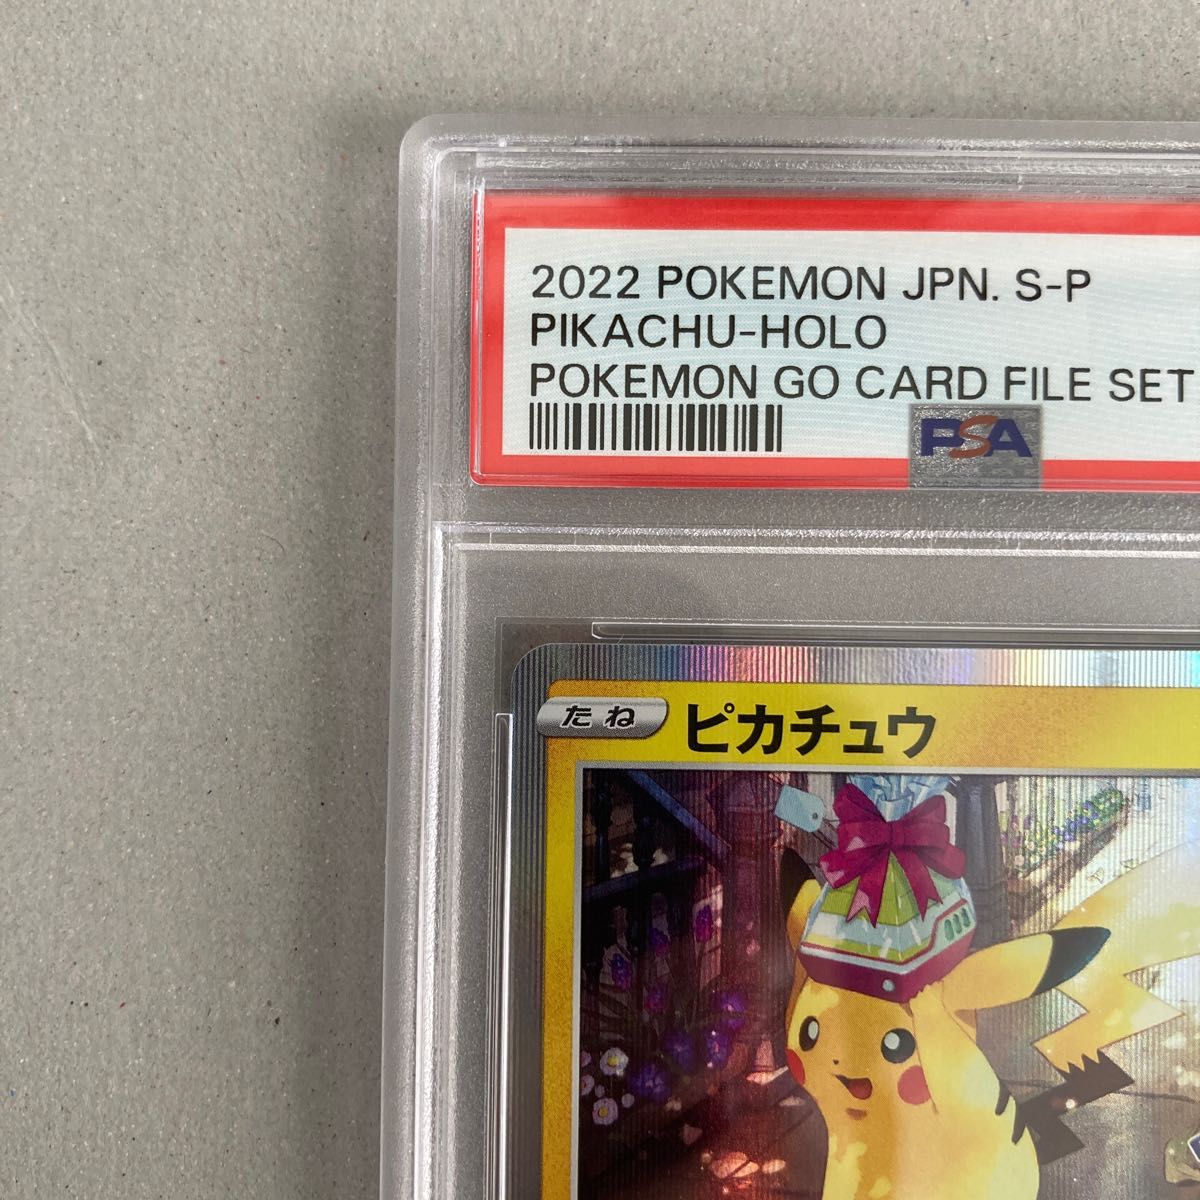 2022 POKEMON JPN. S-P
PIKACHU-HOLO
POKEMON GO CARD FILE SET
PSA
たね ピカチュウ